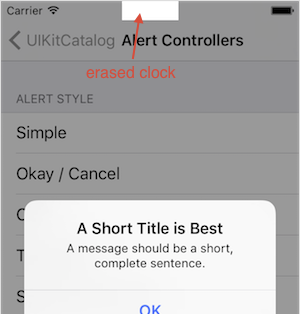 Carrier
UIKitCatalog Alert Controllers
erased clock
ALERT STYLE
Simple
Okay / Cancel
A Short Title is Best
A message should be a short,
complete sentence.
OK